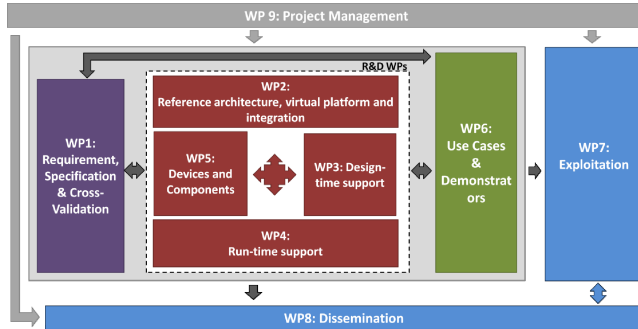 WP 9: Project Management
R&D WPs
WP1:
Requirement,
Specification
& Cross-
Validation
WP2:
Reference architecture, virtual platform and
integration
WP5:
Devices and
Components
WP3: Design-
time support
WP4:
Run-time support
WP6:
Use Cases
&
Demonstrat
ors
WP7:
Exploitation
WP8: Dissemination